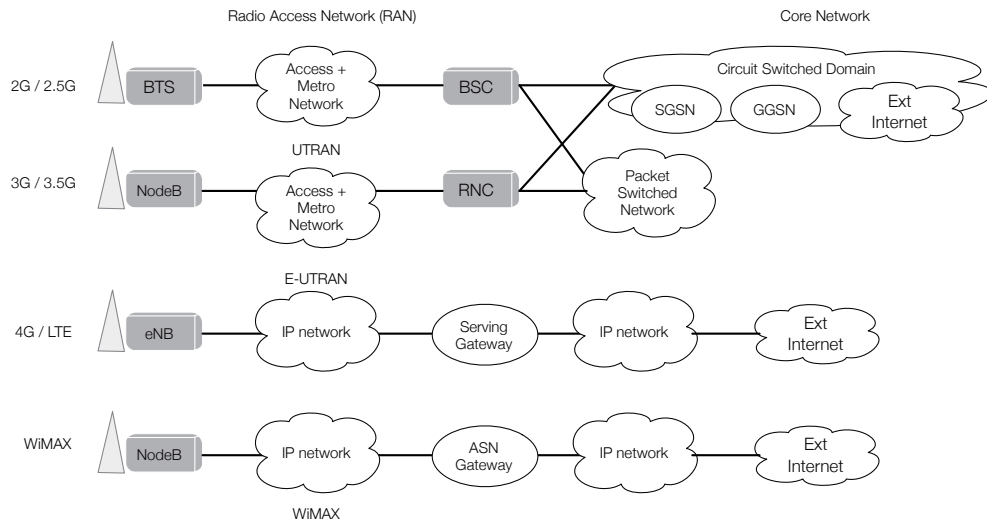 Radio Access Network (RAN)
Core Network
2G / 2.5G
BTS
Access +
Metro
Network
BSC
Circuit Switched Domain
SGSN
GGSN
Ext
Internet
UTRAN
3G / 3.5G
NodeB
Access +
Metro
Network
RNC
Packet
Switched
Network
E-UTRAN
4G / LTE
eNB
IP network
Serving
Gateway
IP network
Ext
Internet
WiMAX
NodeB
IP network
ASN
Gateway
IP network
Ext
Internet
WiMAX